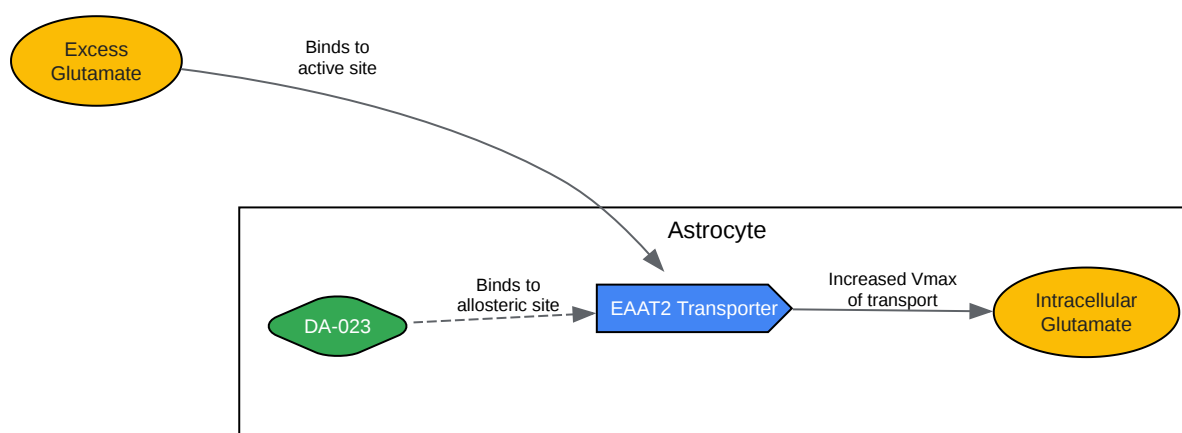 Excess
Glutamate
Binds to
active site
Astrocyte
DA-023
Binds to
allosteric site
EAAT2 Transporter
Increased Vmax
of transport
Intracellular
Glutamate